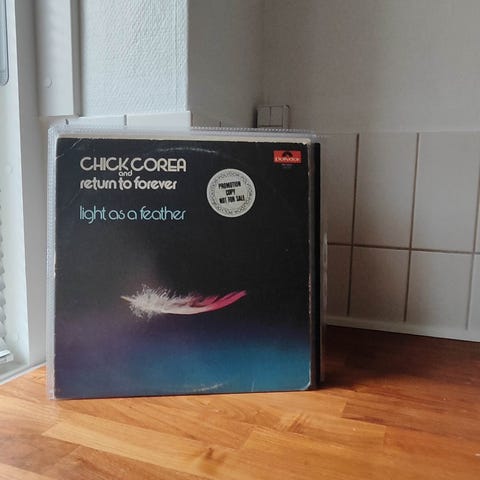 CHICK COREA
and
return to forever
light as a feather
PROMOTION
COPY
NOT FOR SALE
polydor